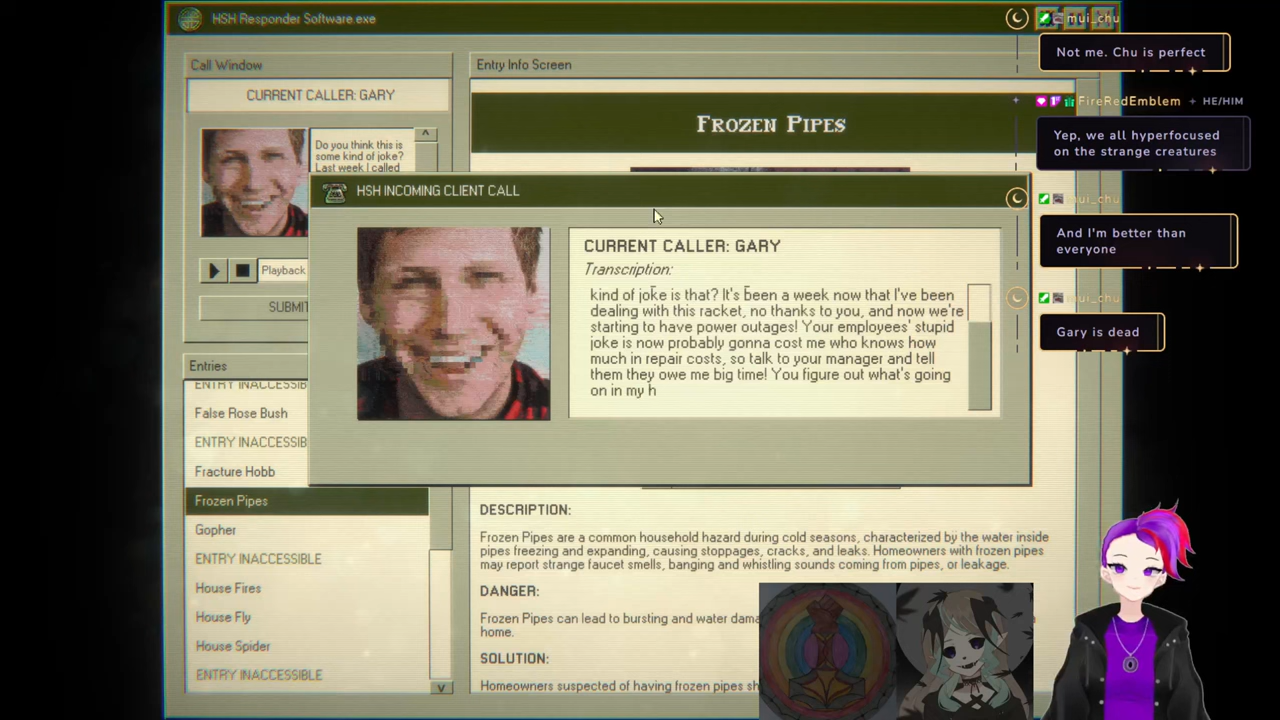 HSH Responder Software.exe
Call Window
CURRENT CALLER: GARY
Do you think this is
some kind of joke?
Last week I called
Playback
SUBMIT
Entries
ENTRY INACCESSIB
False Rose Bush
ENTRY INACCESSIB
Fracture Hobb
Frozen Pipes
Gopher
ENTRY INACCESSIBLE
House Fires
House Fly
House Spider
ENTRY INACCESSIBLE
Entry Info Screen
FROZEN PIPES
HSH INCOMING CLIENT CALL
CURRENT CALLER: GARY
Transcription:
kind of joke is that? It's been a week now that I've been
dealing with this racket, no thanks to you, and now we're
starting to have power outages! Your employees' stupid
joke is now probably gonna cost me who knows how
much in repair costs, so talk to your manager and tell
them they owe me big time! You figure out what's going
on in my h
DESCRIPTION:
Frozen Pipes are a common household hazard during cold seasons, characterized by the water inside
pipes freezing and expanding, causing stoppages, cracks, and leaks. Homeowners with frozen pipes
may report strange faucet smells, banging and whistling sounds coming from pipes, or leakage.
DANGER:
Frozen Pipes can lead to bursting and water dama
home.
SOLUTION:
Homeowners suspected of having frozen pipes sh
mui_chu
Not me. Chu is perfect
FireRedEmblem HE/HIM
Yep, we all hyperfocused
on the strange creatures
mui_chu
And I'm better than
everyone
mui_chu
Gary is dead